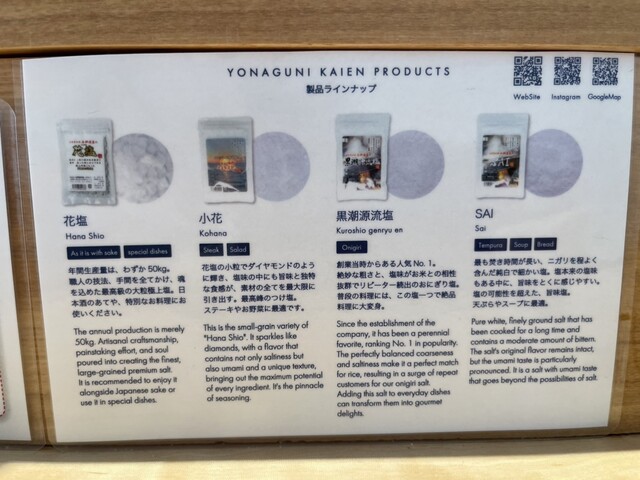 YONAGUNI KAIEN PRODUCTS
製品ラインナップ
WebSite
Instagram
GoogleMap
花塩
Hana Shio
As it is with sake
special dishes
年間生産量は、わずか 50kg。
職人の技法、手間を全てかけ、魂
を込めた最高級の大粒極上塩。日
本酒のあてや、特別なお料理にお
使いください。
The annual production is merely
50kg. Artisanal craftsmanship,
painstaking effort, and soul
poured into creating the finest,
large-grained premium salt.
It is recommended to enjoy it
alongside Japanese sake or
use it in special dishes.
小花
Kohana
Steak
Salad
花塩の小粒でダイヤモンドのよう
に輝き、塩味の中にも旨味と独特
な食感が、素材の全てを最大限に
引き出す。最高峰のつけ塩。
ステーキやお野菜に最適です。
This is the small-grain variety of
"Hana Shio". It sparkles like
diamonds, with a flavor that
contains not only saltiness but
also umami and a unique texture,
bringing out the maximum potential
of every ingredient. It's the pinnacle
of seasoning.
黒潮源流塩
Kuroshio genryu en
Onigiri
創業当時からある人気 No. 1。
絶妙な粗さと、塩味がお米との相性
抜群でリピーター続出のおにぎり塩。
普段の料理には、この塩一つで絶品
料理に大変身。
Since the establishment of the
company, it has been a perennial
favorite, ranking No. 1 in popularity.
The perfectly balanced coarseness
and saltiness make it a perfect match
for rice, resulting in a surge of repeat
customers for our onigiri salt.
Adding this salt to everyday dishes
can transform them into gourmet
delights.
SAI
Sai
Tempura
Soup
Bread
最も焚き時間が長い、ニガリを程よく
含んだ純白で細かい塩。塩本来の塩味
もある中に、旨味をとくに感じやすい。
塩の可能性を超えた、旨味塩。
天ぷらやスープに最適。
Pure white, finely ground salt that
has been cooked for a long time and
contains a moderate amount of bittern.
The salt's original flavor remains intact,
but the umami taste is particularly
pronounced. It is a salt with umami taste
that goes beyond the possibilities of salt.